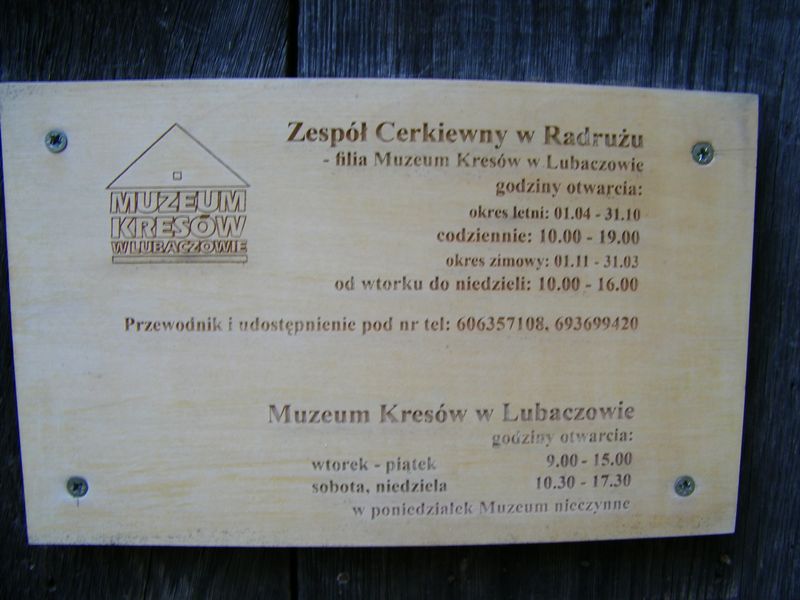 MUZEUM
KRESÓW
W LUBACZOWIE
Zespół Cerkiewny w Radrużu
- filia Muzeum Kresów w Lubaczowie
godziny otwarcia:
okres letni: 01.04 - 31.10
codziennie: 10.00 - 19.00
okres zimowy: 01.11 - 31.03
od wtorku do niedzieli: 10.00 - 16.00
Przewodnik i udostępnienie pod nr tel: 606357108, 693699420
Muzeum Kresów w Lubaczowie
godziny otwarcia:
wtorek - piątek 9.00 - 15.00
sobota, niedziela 10.30 - 17.30
w poniedziałek Muzeum nieczynne